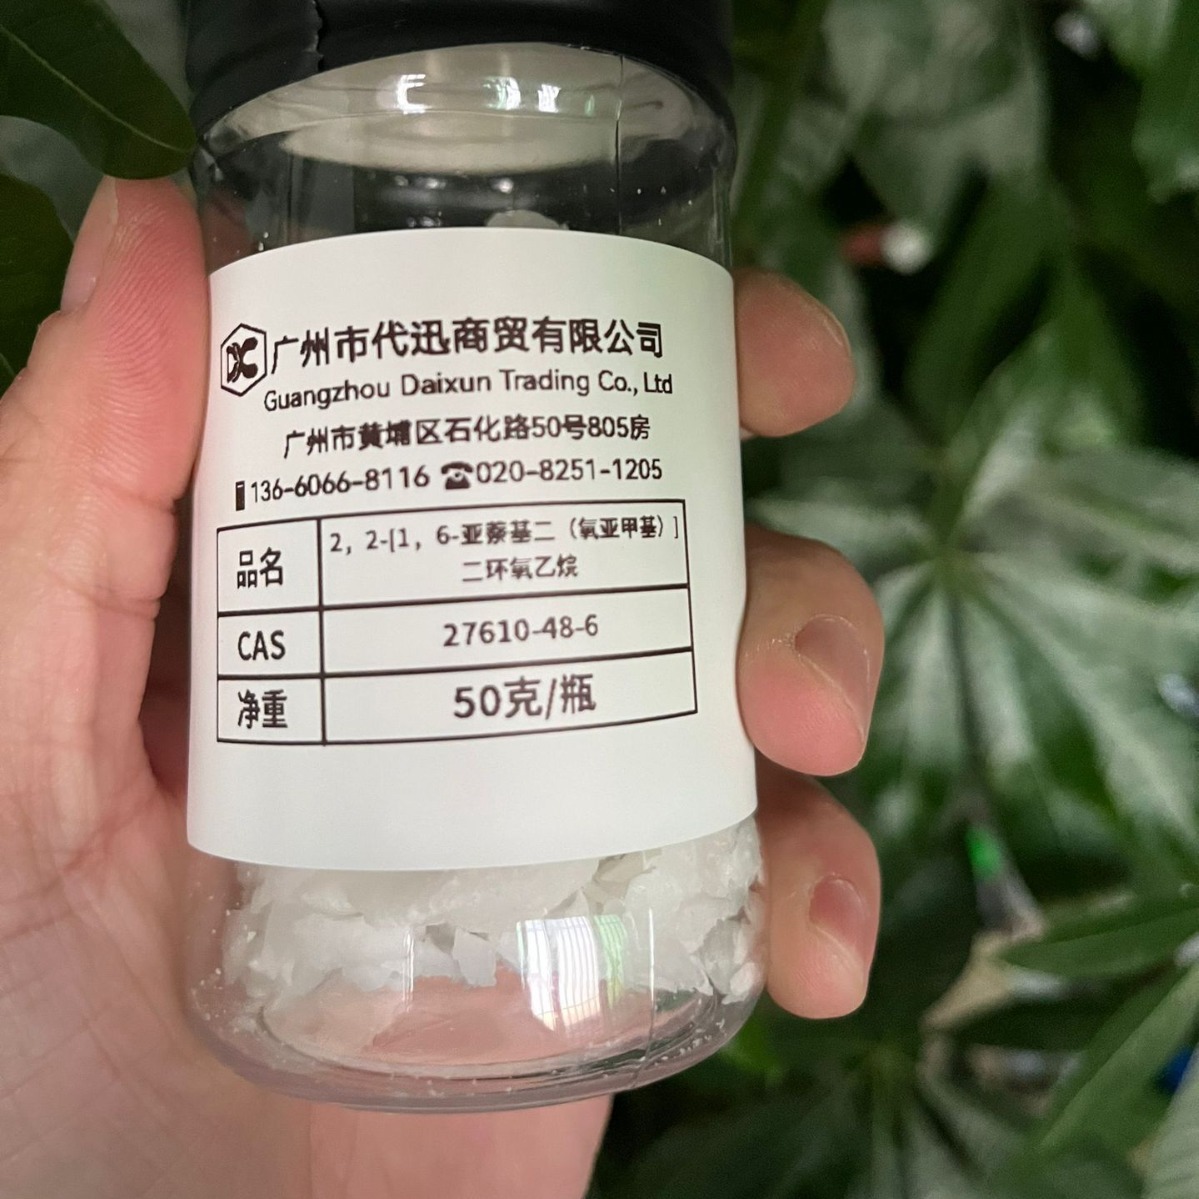 广州市代迅商贸有限公司
Guangzhou Daixun Trading Co., Ltd
广州市黄埔区石化路50号805房
136-6066-8116 ☎020-8251-1205
品名 2，2-[1，6-亚萘基二（氧亚甲基）]
二环氧乙烷
CAS 27610-48-6
净重 50克/瓶